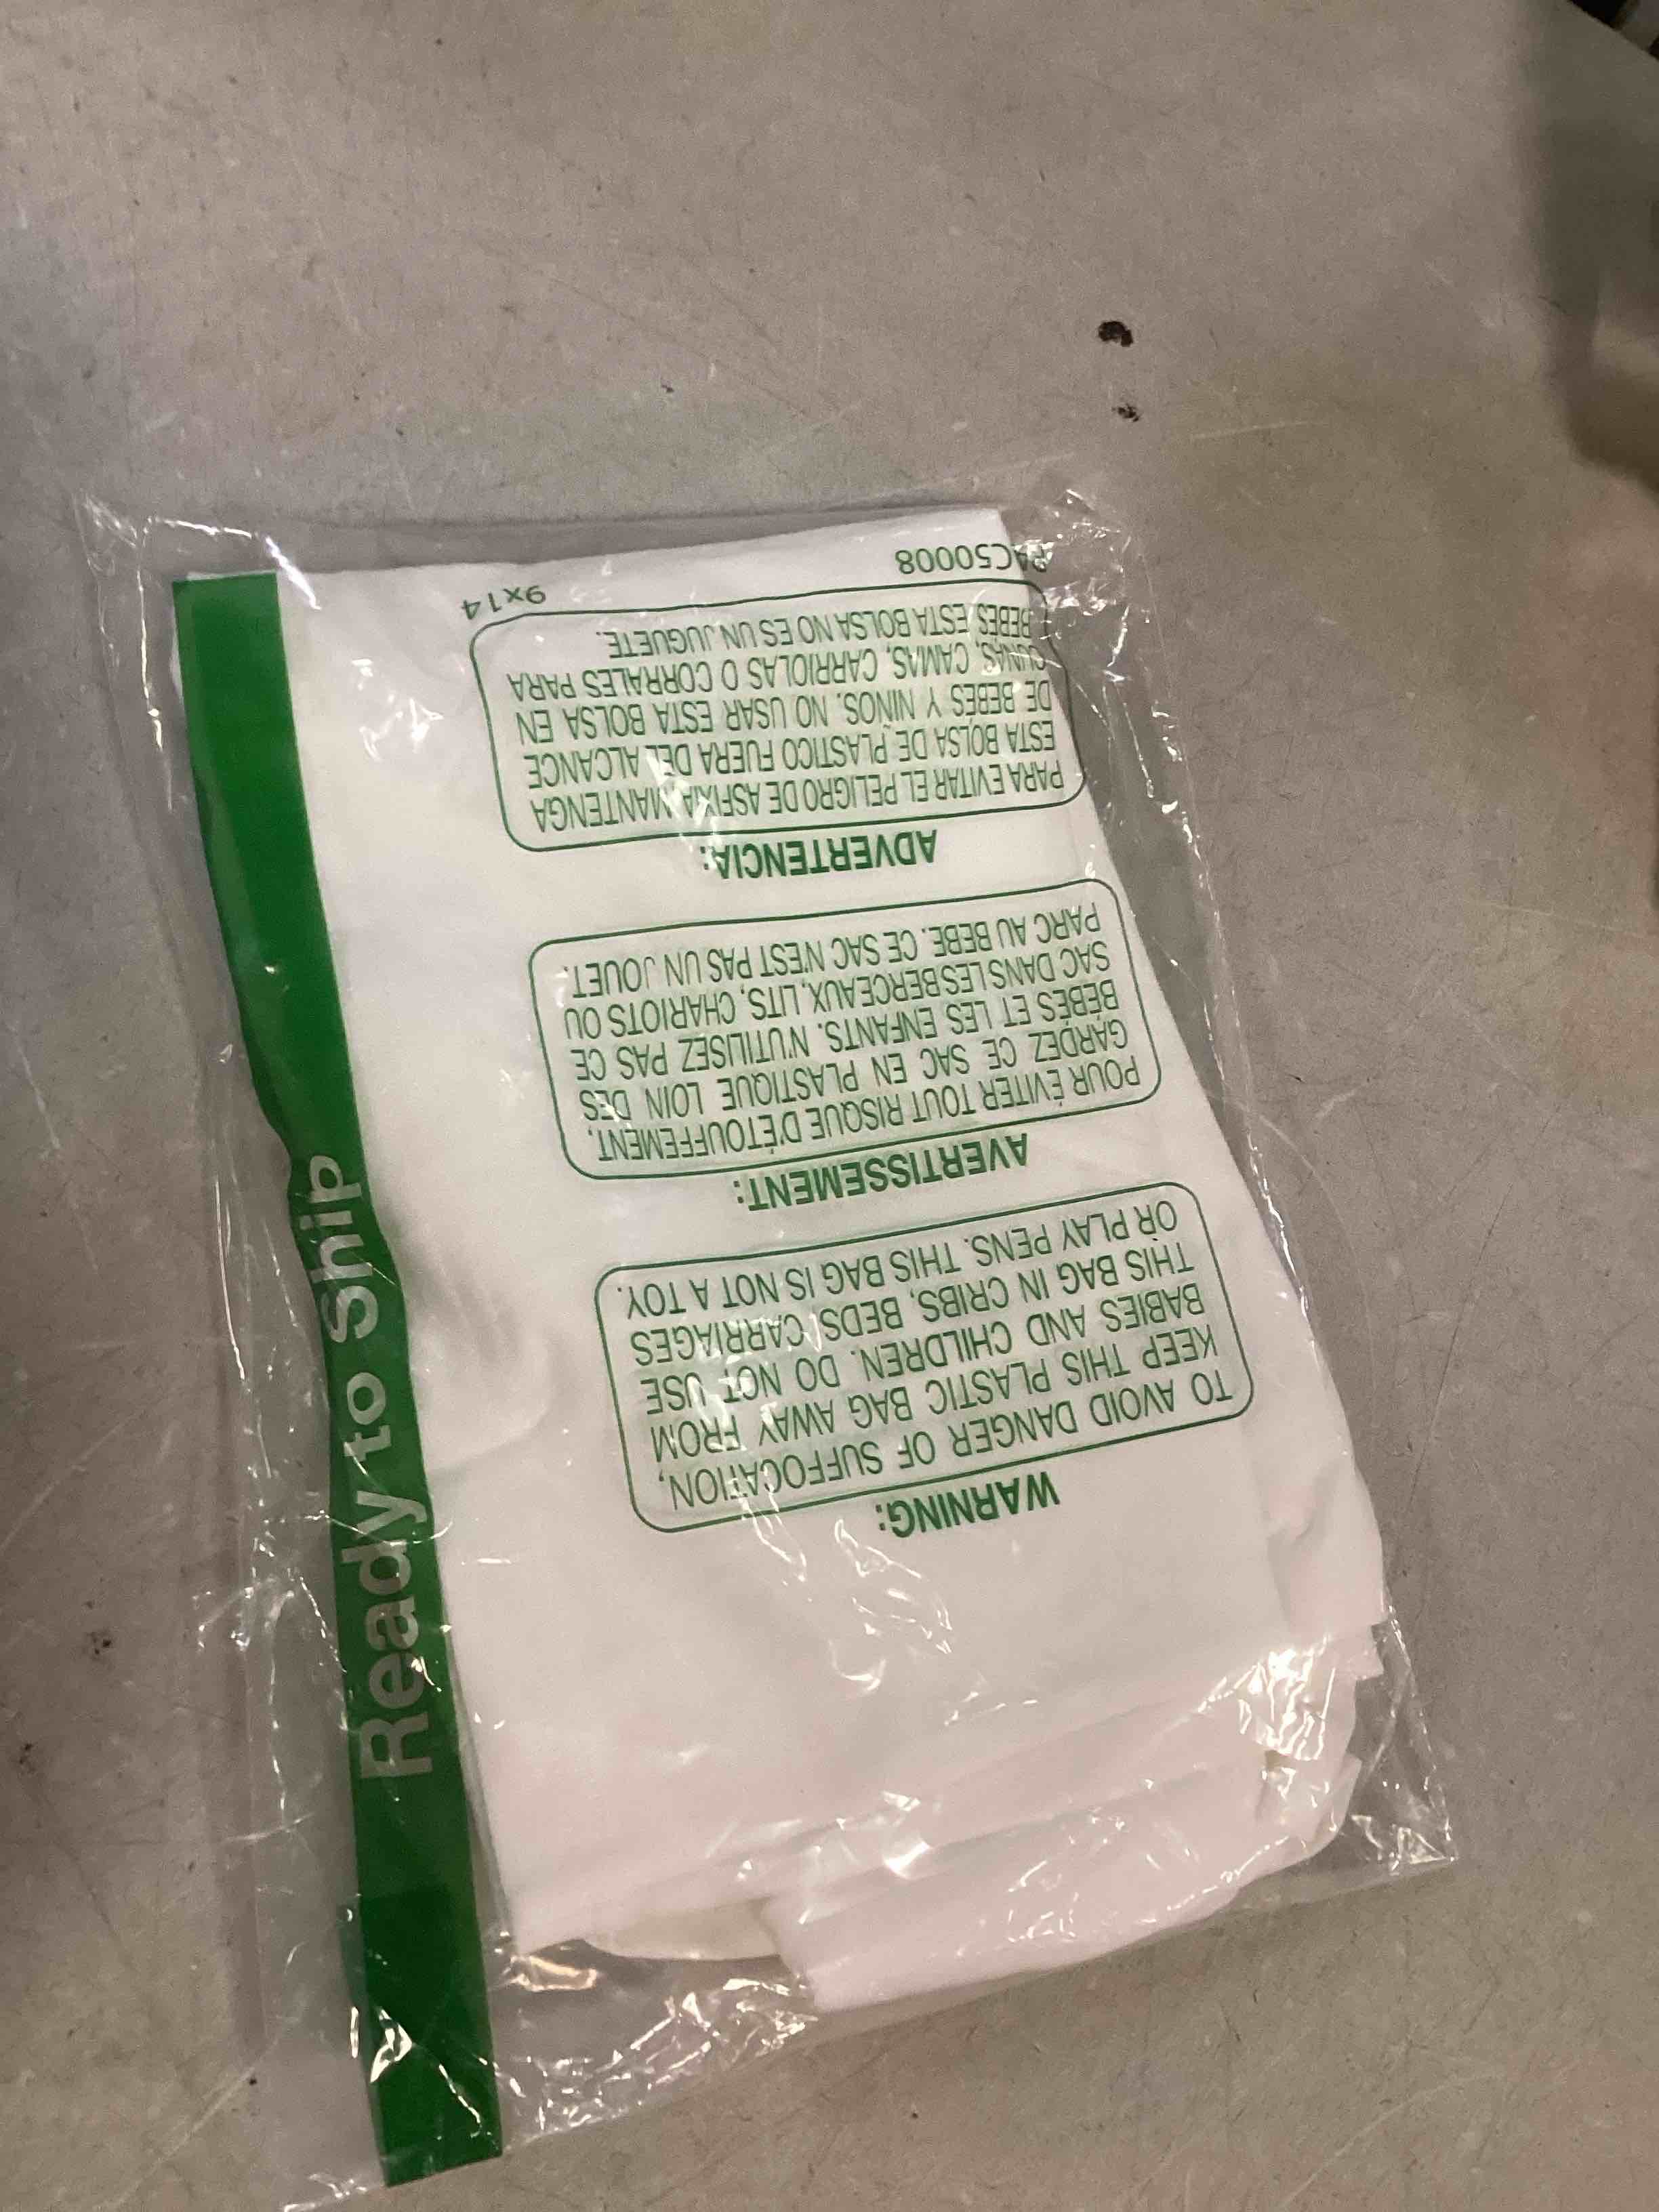 Ready to Ship
WARNING:
TO AVOID DANGER OF SUFFOCATION,
KEEP THIS PLASTIC BAG AWAY FROM
BABIES AND CHILDREN. DO NOT USE
THIS BAG IN CRIBS, BEDS, CARRIAGES
OR PLAY PENS. THIS BAG IS NOT A TOY.
AVERTISSEMENT:
POUR ÉVITER TOUT RISQUE D'ÉTOUFFEMENT,
GARDEZ CE SAC EN PLASTIQUE LOIN DES
BÉBÉS ET LES ENFANTS. N'UTILISEZ PAS CE
SAC DANS LES BERCEAUX, LITS, CHARIOTS OU
PARC AU BEBE. CE SAC N'EST PAS UN JOUET.
ADVERTENCIA:
PARA EVITAR EL PELIGRO DE ASFIXIA, MANTENGA
ESTA BOLSA DE PLASTICO FUERA DEL ALCANCE
DE BEBES Y NIÑOS. NO USAR ESTA BOLSA EN
CUNAS, CAMAS, CARRIOLAS O CORRALES PARA
BEBES. ESTA BOLSA NO ES UN JUGUETE.
PAC50008 9x14